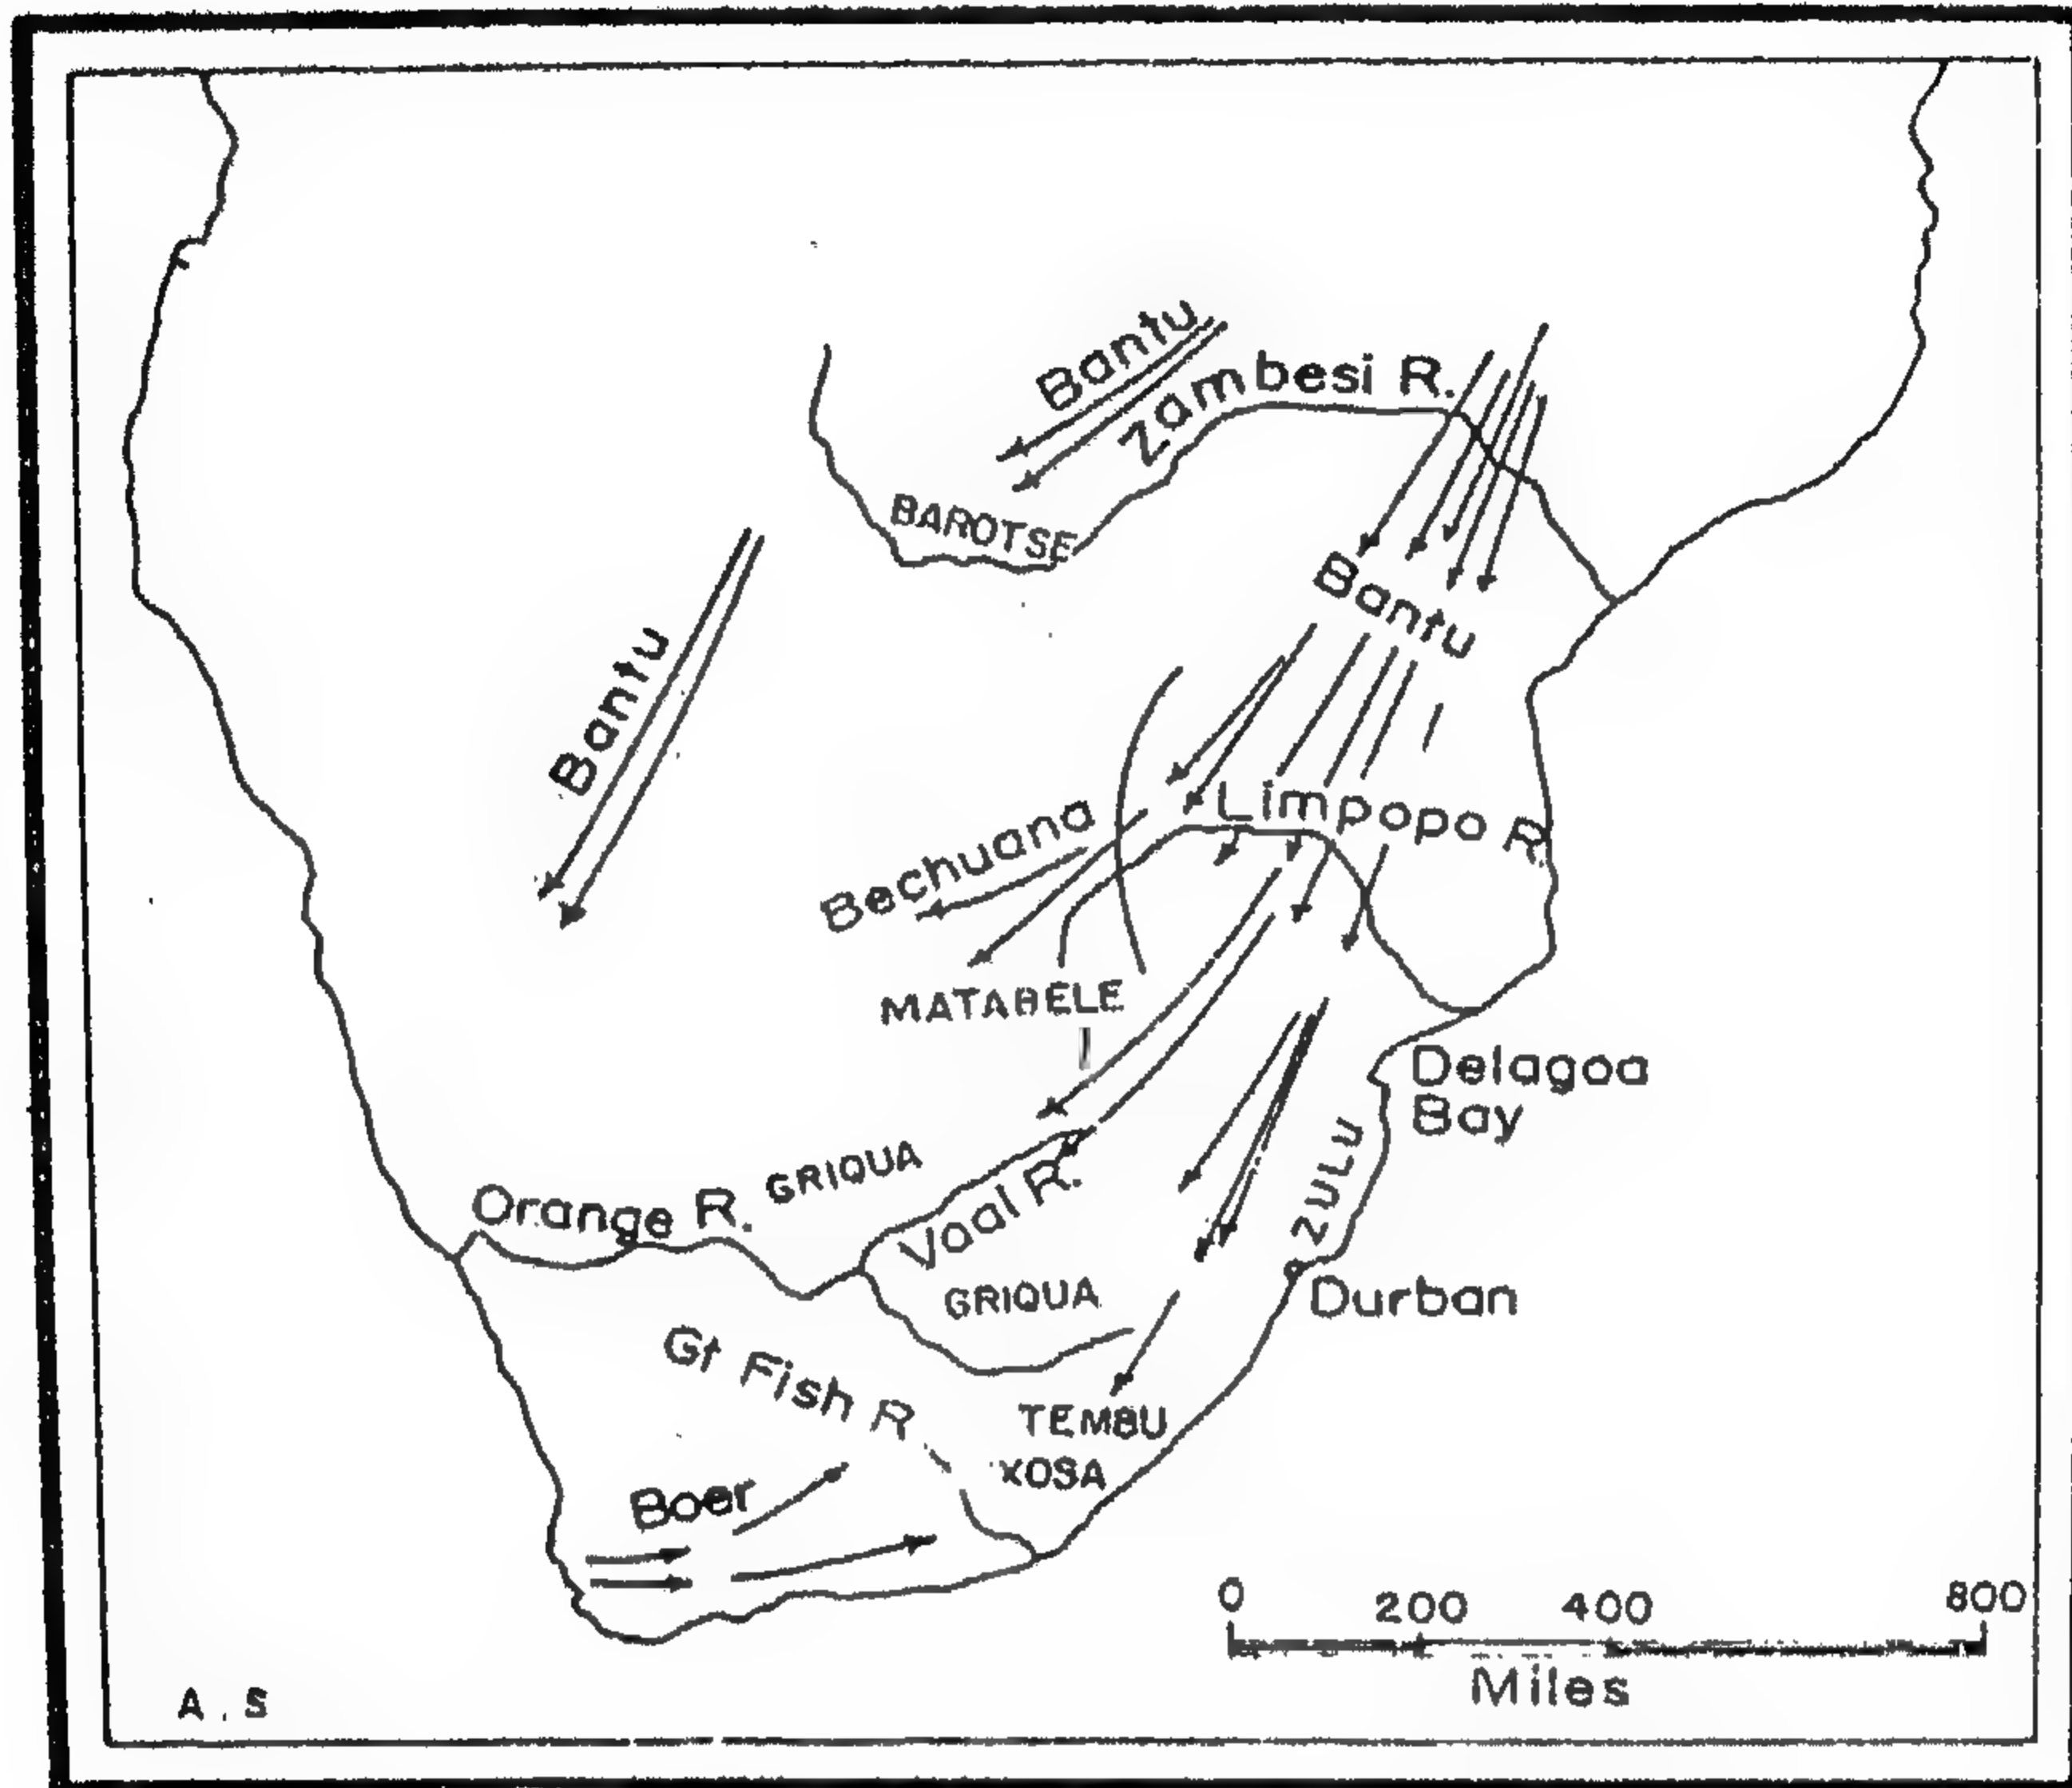 Bantu
Zambesi R.
BAROTSE
Bantu
Bantu
Limpopo R.
Bechuana
MATABELE
Delagoa
Bay
ZULU
GRIQUA
Orange R.
Vaal R.
GRIQUA
Durban
Gt Fish R
TEMBU
XOSA
Boer
0 200 400 800
Miles
A. S